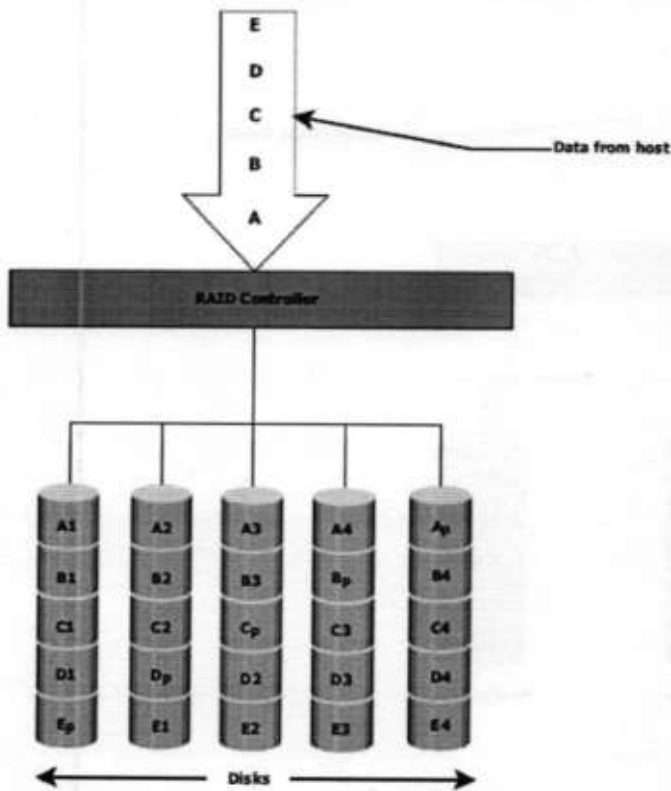 E
D
C
Data from host
B
A
RAID Controller
A1 A2 A3 A4 Ap
B1 B2 B3 Bp B4
C1 C2 Cp C3 C4
D1 Dp D2 D3 D4
Ep E1 E2 E3 E4
Disks